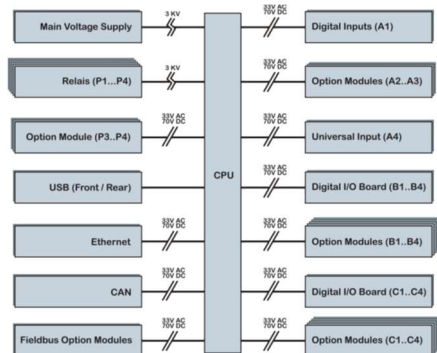 Main Voltage Supply
3 KV
33V AC
70V DC
Digital Inputs (A1)
Relais (P1...P4)
3 KV
33V AC
70V DC
Option Modules (A2..A3)
Option Module (P3..P4)
33V AC
70V DC
33V AC
70V DC
Universal Input (A4)
CPU
USB (Front / Rear)
33V AC
70V DC
Digital I/O Board (B1..B4)
Ethernet
33V AC
70V DC
33V AC
70V DC
Option Modules (B1..B4)
CAN
33V AC
70V DC
33V AC
70V DC
Digital I/O Board (C1..C4)
Fieldbus Option Modules
33V AC
70V DC
33V AC
70V DC
Option Modules (C1..C4)